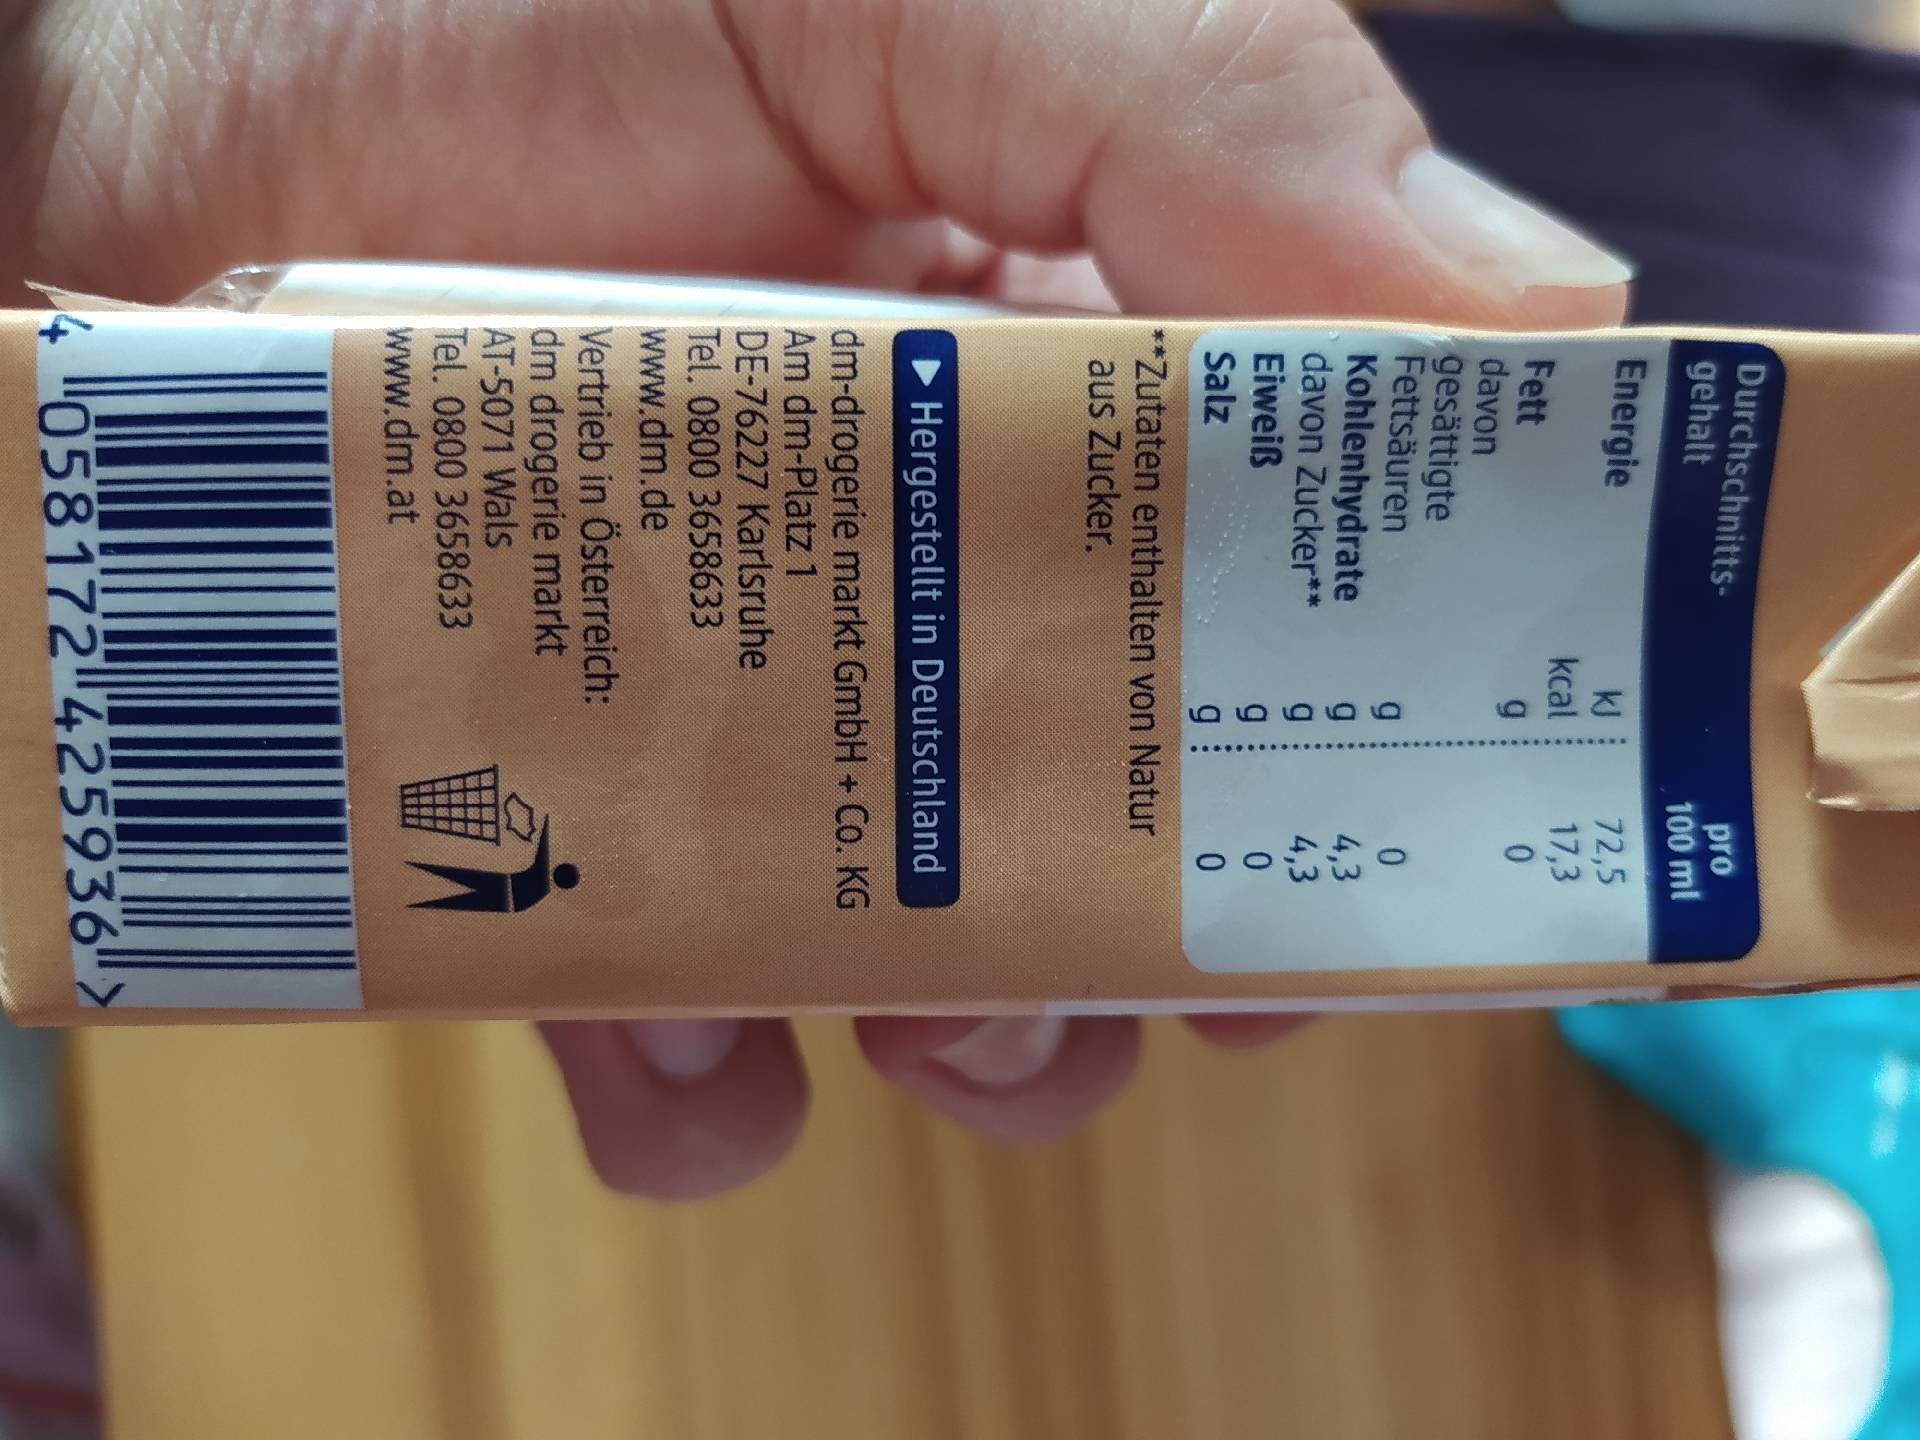 Durchschnitts- pro
gehalt 100 ml
Energie kJ 72,5
kcal 17,3
Fett g 0
davon
gesättigte
Fettsäuren g 0
Kohlenhydrate g 4,3
davon Zucker** g 4,3
Eiweiß g 0
Salz g 0
**Zutaten enthalten von Natur
aus Zucker.
▶ Hergestellt in Deutschland
dm-drogerie markt GmbH + Co. KG
Am dm-Platz 1
DE-76227 Karlsruhe
Tel. 0800 3658633
www.dm.de
Vertrieb in Österreich:
dm drogerie markt
AT-5071 Wals
Tel. 0800 3658633
www.dm.at
4 058172 425936 >